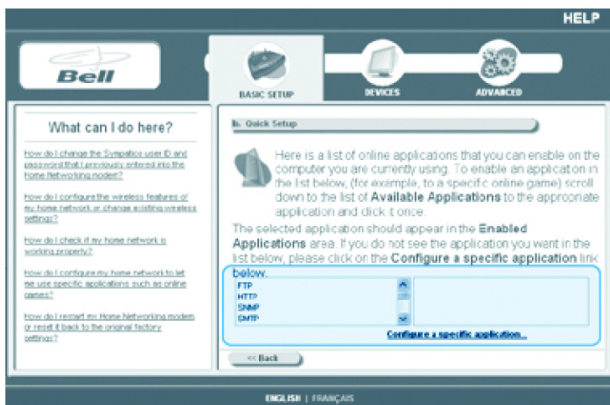 HELP
Bell
BASIC SETUP
DEVICES
ADVANCED
What can I do here?
How do I change the Sympatico user ID and
password that I previously entered into the
Home Networking modem?
How do I configure the wireless features of
my home network or change existing wireless
settings?
How do I check if my home network is
working properly?
How do I configure my home network to let
me use specific applications such as online
games?
How do I restart my Home Networking modem
or reset it back to the original factory
settings?
Quick Setup
Here is a list of online applications that you can enable on the
computer you are currently using. To enable an application in
the list below, (for example, to a specific online game) scroll
down to the list of Available Applications to the appropriate
application and click it once.
The selected application should appear in the Enabled
Applications area. If you do not see the application you want in the
list below, please click on the Configure a specific application link
below.
FTP
HTTP
SNMP
SMTP
Configure a specific application...
<< Back
ENGLISH | FRANÇAIS